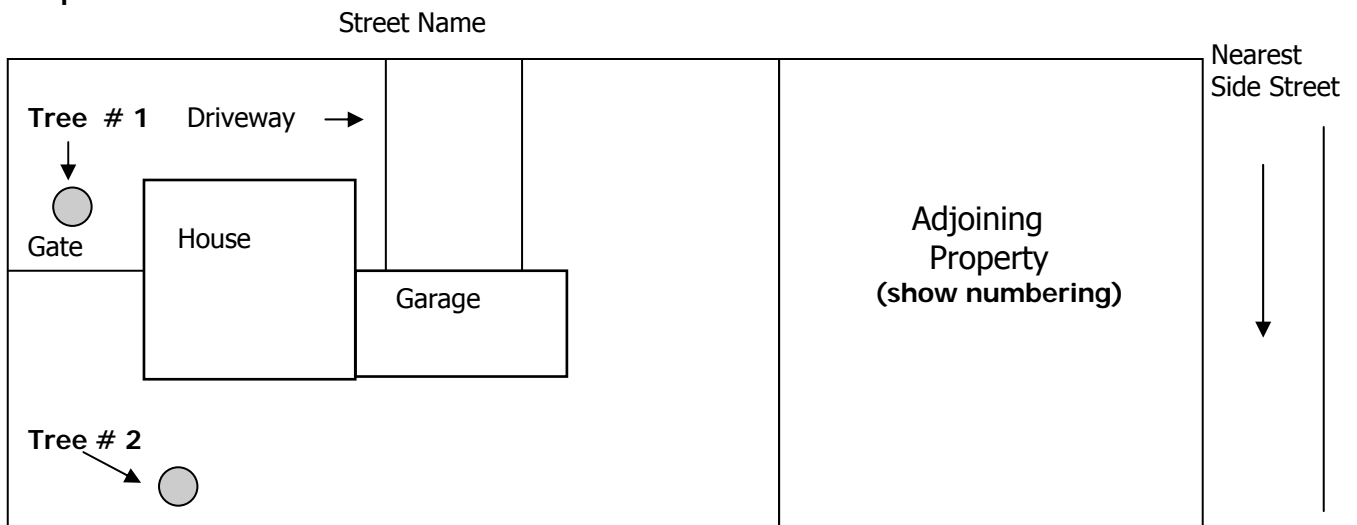 Street Name
Nearest
Side Street
Tree # 1
Driveway
Gate
House
Garage
Adjoining
Property
(show numbering)
Tree # 2